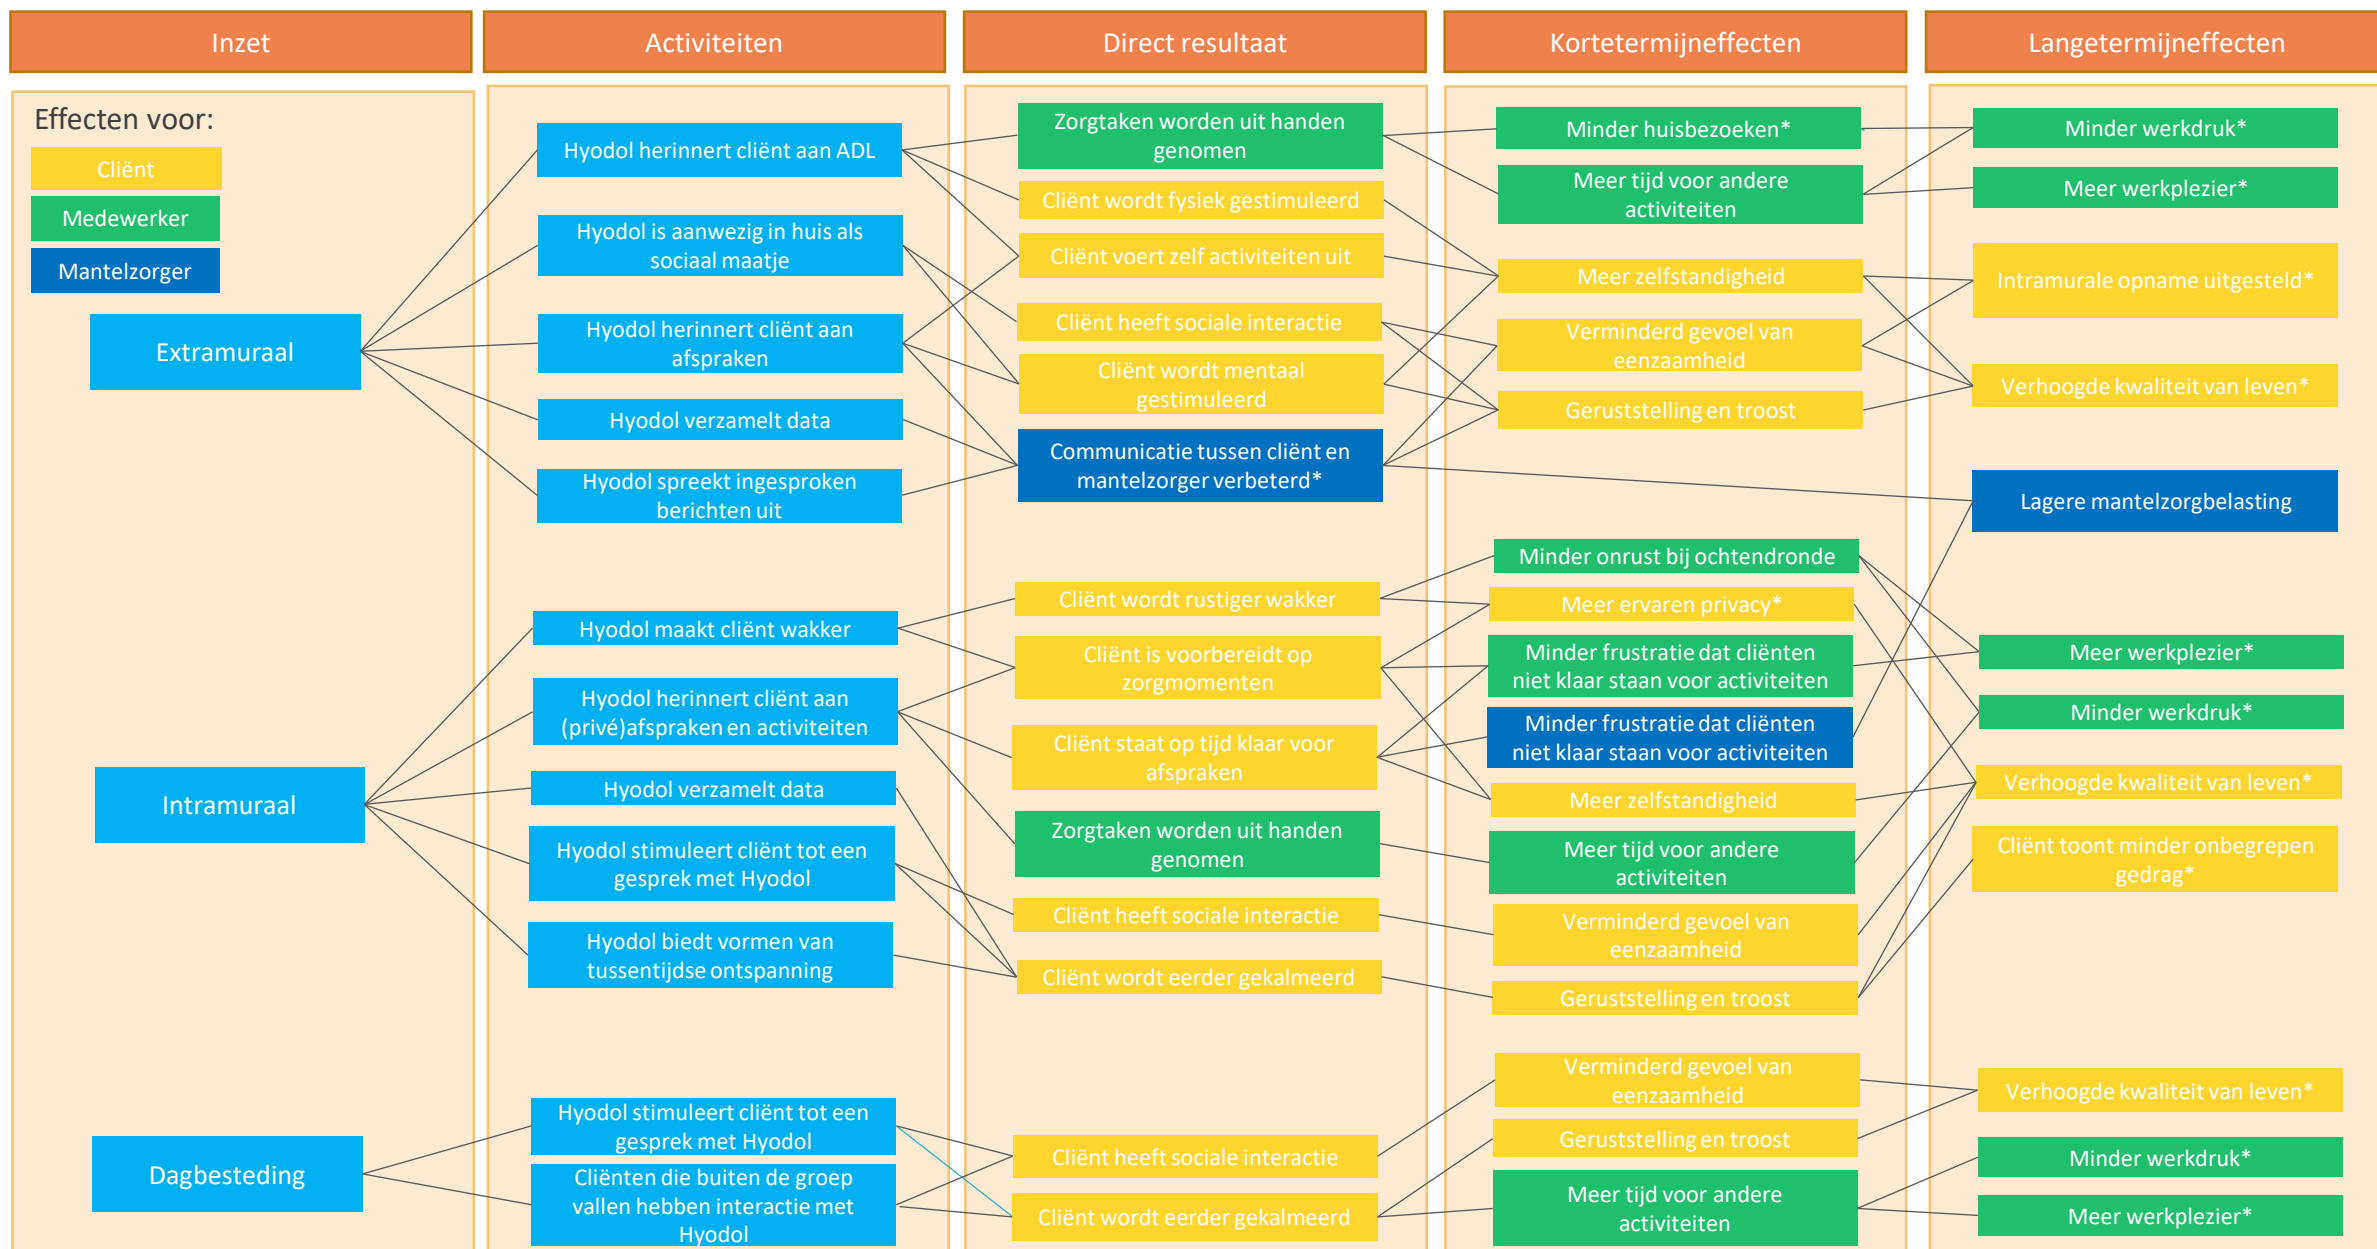 Inzet
Activiteiten
Direct resultaat
Kortetermijneffecten
Langetermijneffecten
Effecten voor:
Cliënt
Medewerker
Mantelzorger
Extramuraal
Intramuraal
Dagbesteding
Hyodol herinnert cliënt aan ADL
Hyodol is aanwezig in huis als
sociaal maatje
Hyodol herinnert cliënt aan
afspraken
Hyodol verzamelt data
Hyodol spreekt ingesproken
berichten uit
Hyodol maakt cliënt wakker
Hyodol herinnert cliënt aan
(privé)afspraken en activiteiten
Hyodol verzamelt data
Hyodol stimuleert cliënt tot een
gesprek met Hyodol
Hyodol biedt vormen van
tussentijdse ontspanning
Hyodol stimuleert cliënt tot een
gesprek met Hyodol
Cliënten die buiten de groep
vallen hebben interactie met
Hyodol
Zorgtaken worden uit handen
genomen
Cliënt wordt fysiek gestimuleerd
Cliënt voert zelf activiteiten uit
Cliënt heeft sociale interactie
Cliënt wordt mentaal
gestimuleerd
Communicatie tussen cliënt en
mantelzorger verbeterd*
Cliënt wordt rustiger wakker
Cliënt is voorbereidt op
zorgmomenten
Cliënt staat op tijd klaar voor
afspraken
Zorgtaken worden uit handen
genomen
Cliënt heeft sociale interactie
Cliënt wordt eerder gekalmeerd
Cliënt heeft sociale interactie
Cliënt wordt eerder gekalmeerd
Minder huisbezoeken*
Meer tijd voor andere
activiteiten
Meer zelfstandigheid
Verminderd gevoel van
eenzaamheid
Geruststelling en troost
Minder onrust bij ochtendronde
Meer ervaren privacy*
Minder frustratie dat cliënten
niet klaar staan voor activiteiten
Minder frustratie dat cliënten
niet klaar staan voor activiteiten
Meer zelfstandigheid
Meer tijd voor andere
activiteiten
Verminderd gevoel van
eenzaamheid
Geruststelling en troost
Verminderd gevoel van
eenzaamheid
Geruststelling en troost
Meer tijd voor andere
activiteiten
Minder werkdruk*
Meer werkplezier*
Intramurale opname uitgesteld*
Verhoogde kwaliteit van leven*
Lagere mantelzorgbelasting
Meer werkplezier*
Minder werkdruk*
Verhoogde kwaliteit van leven*
Cliënt toont minder onbegrepen
gedrag*
Verhoogde kwaliteit van leven*
Minder werkdruk*
Meer werkplezier*